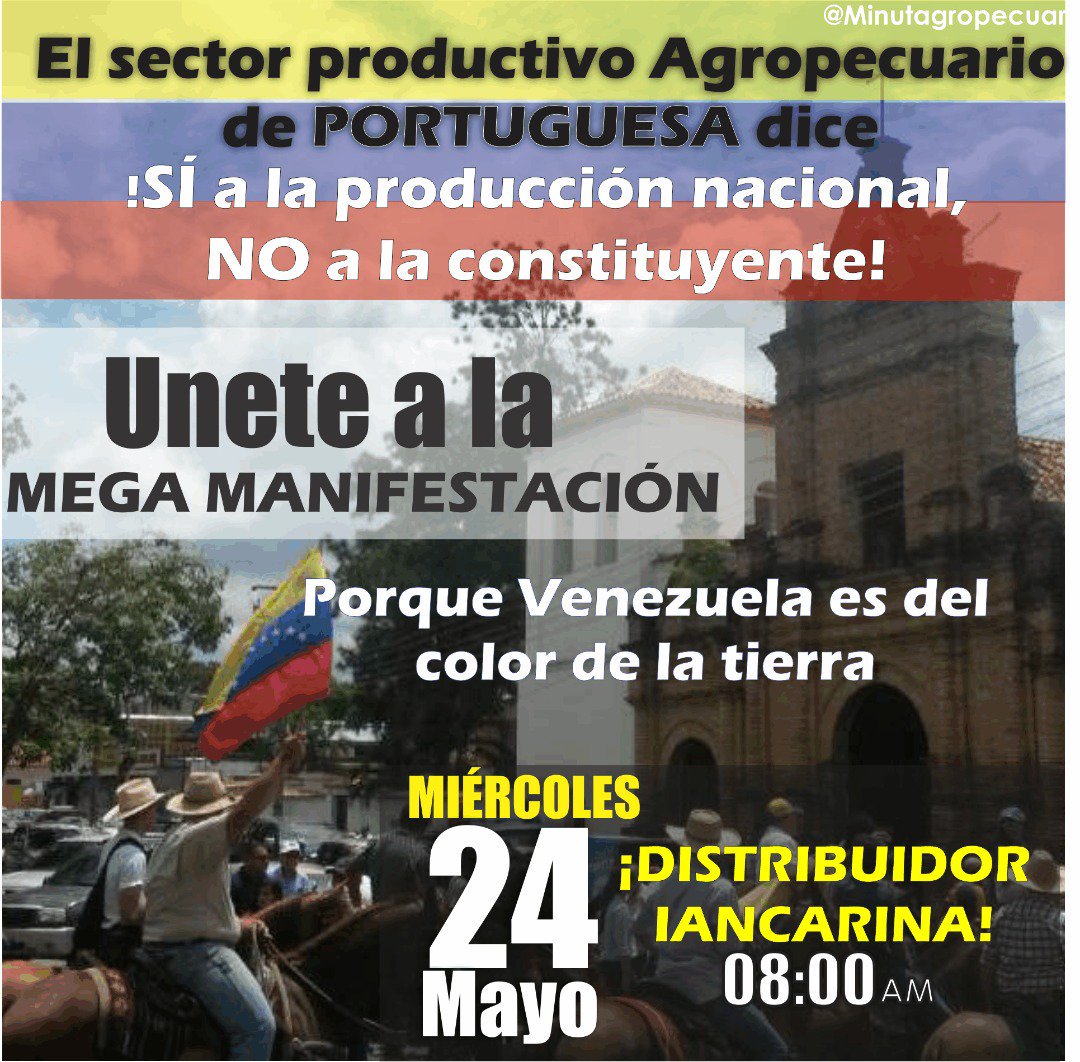 @Minutagropecuar
El sector productivo Agropecuario
de PORTUGUESA dice
!SÍ a la producción nacional,
NO a la constituyente!
Unete a la
MEGA MANIFESTACIÓN
Porque Venezuela es del
color de la tierra
MIÉRCOLES
24
Mayo
¡DISTRIBUIDOR
IANCARINA!
08:00 AM